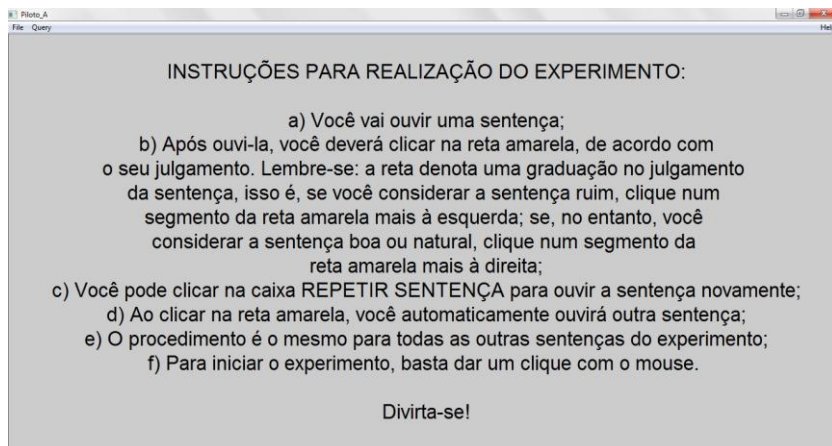 Piloto_A
File Query Help
INSTRUÇÕES PARA REALIZAÇÃO DO EXPERIMENTO:
a) Você vai ouvir uma sentença;
b) Após ouvi-la, você deverá clicar na reta amarela, de acordo com
o seu julgamento. Lembre-se: a reta denota uma graduação no julgamento
da sentença, isso é, se você considerar a sentença ruim, clique num
segmento da reta amarela mais à esquerda; se, no entanto, você
considerar a sentença boa ou natural, clique num segmento da
reta amarela mais à direita;
c) Você pode clicar na caixa REPETIR SENTENÇA para ouvir a sentença novamente;
d) Ao clicar na reta amarela, você automaticamente ouvirá outra sentença;
e) O procedimento é o mesmo para todas as outras sentenças do experimento;
f) Para iniciar o experimento, basta dar um clique com o mouse.
Divirta-se!